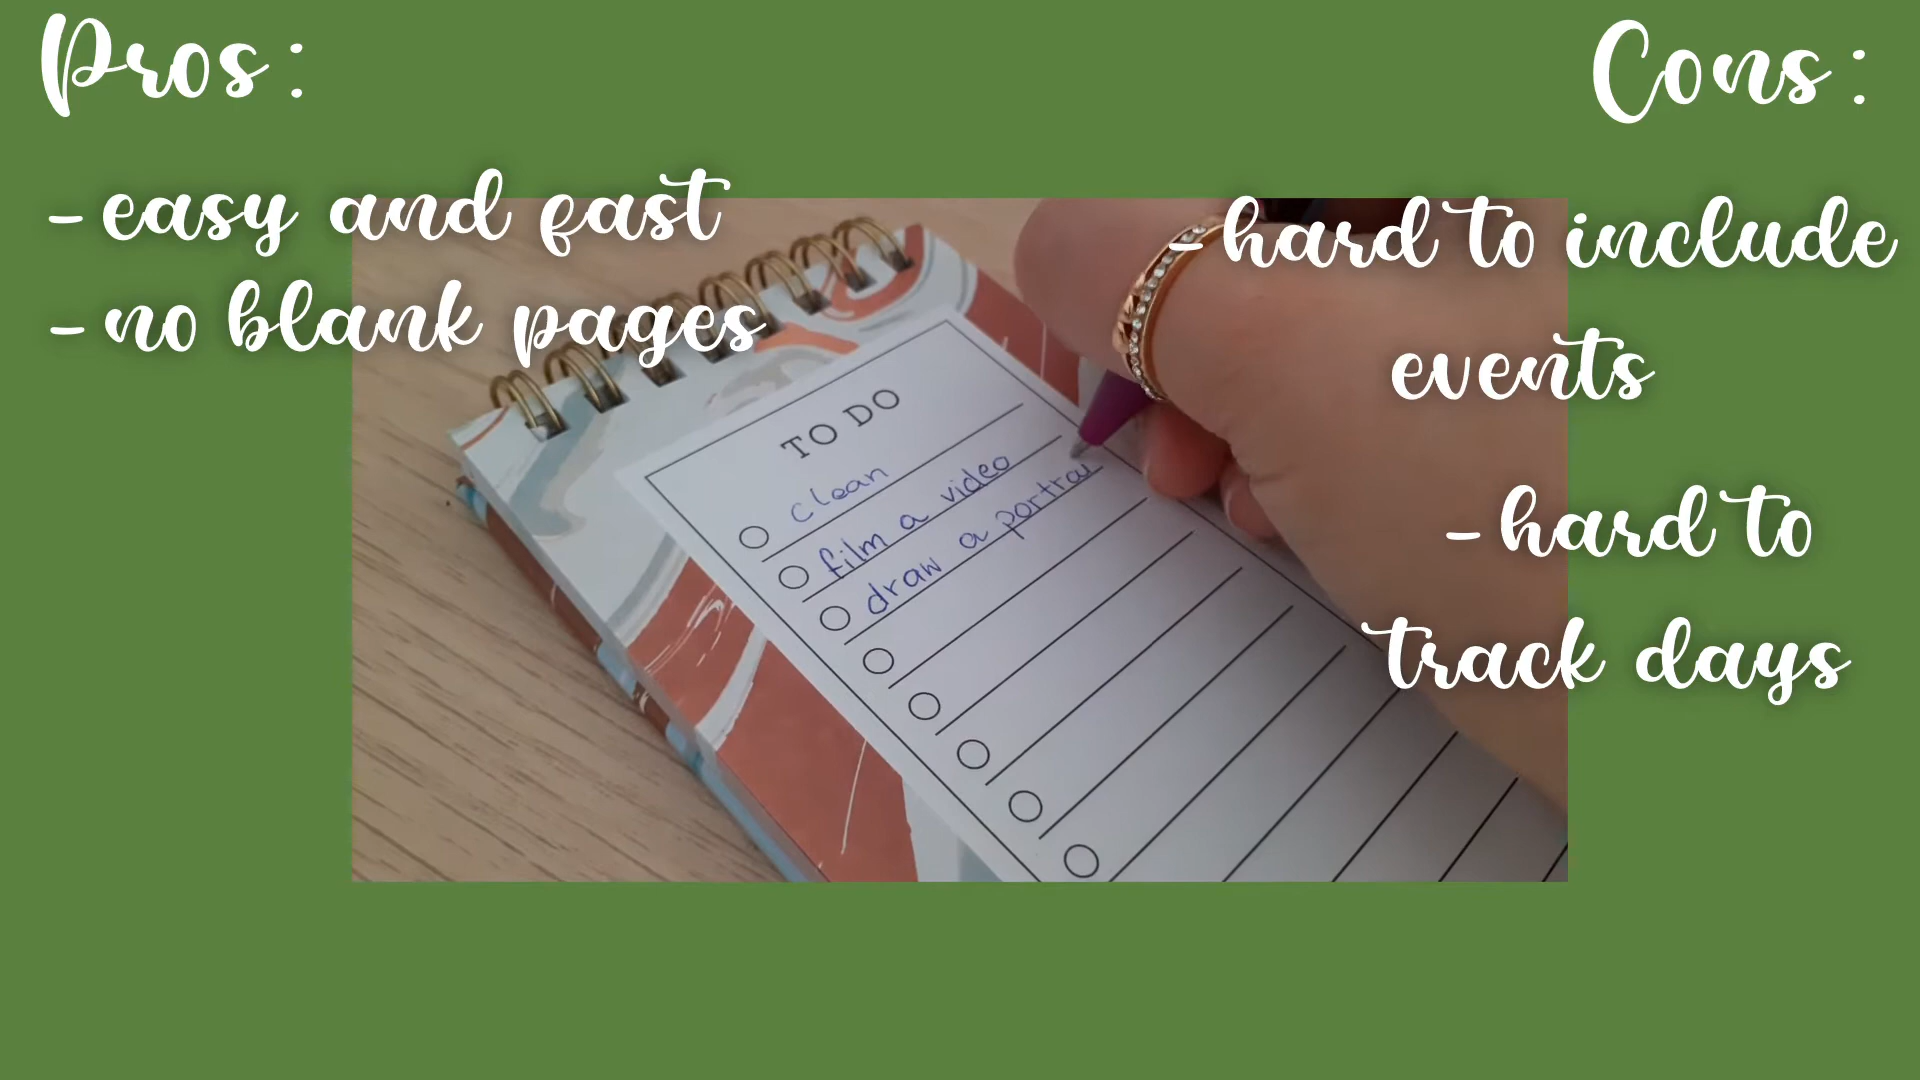 Pros:
- easy and fast
- no blank pages
Cons:
- hard to include
events
- hard to
track days
TO DO
clean
film a video
draw a